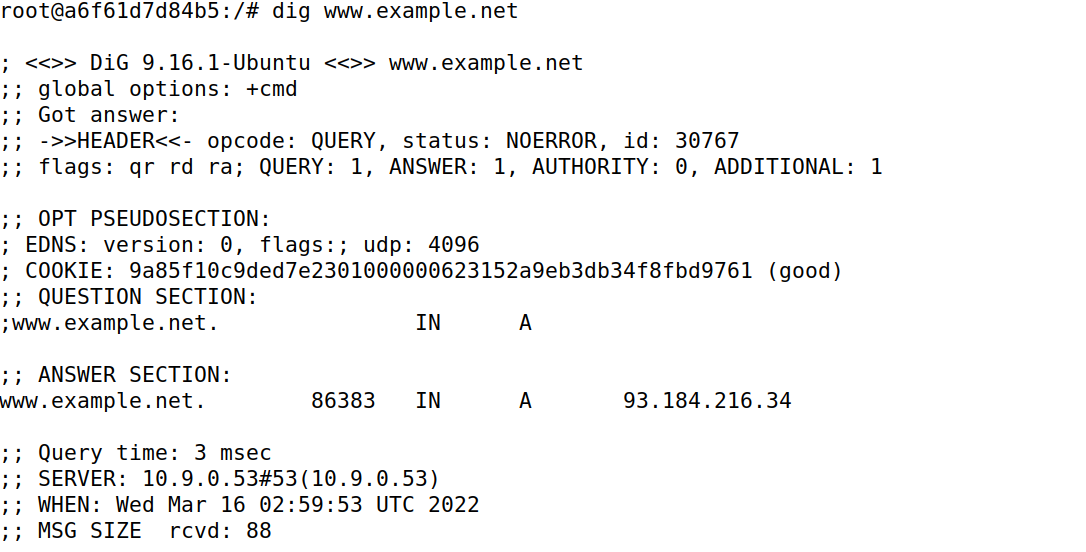 root@a6f61d7d84b5:/# dig www.example.net
; <<>> DiG 9.16.1-Ubuntu <<>> www.example.net
;; global options: +cmd
;; Got answer:
;; ->>HEADER<<- opcode: QUERY, status: NOERROR, id: 30767
;; flags: qr rd ra; QUERY: 1, ANSWER: 1, AUTHORITY: 0, ADDITIONAL: 1
;; OPT PSEUDOSECTION:
; EDNS: version: 0, flags:; udp: 4096
; COOKIE: 9a85f10c9ded7e2301000000623152a9eb3db34f8fbd9761 (good)
;; QUESTION SECTION:
;www.example.net. IN A
;; ANSWER SECTION:
www.example.net. 86383 IN A 93.184.216.34
;; Query time: 3 msec
;; SERVER: 10.9.0.53#53(10.9.0.53)
;; WHEN: Wed Mar 16 02:59:53 UTC 2022
;; MSG SIZE  rcvd: 88